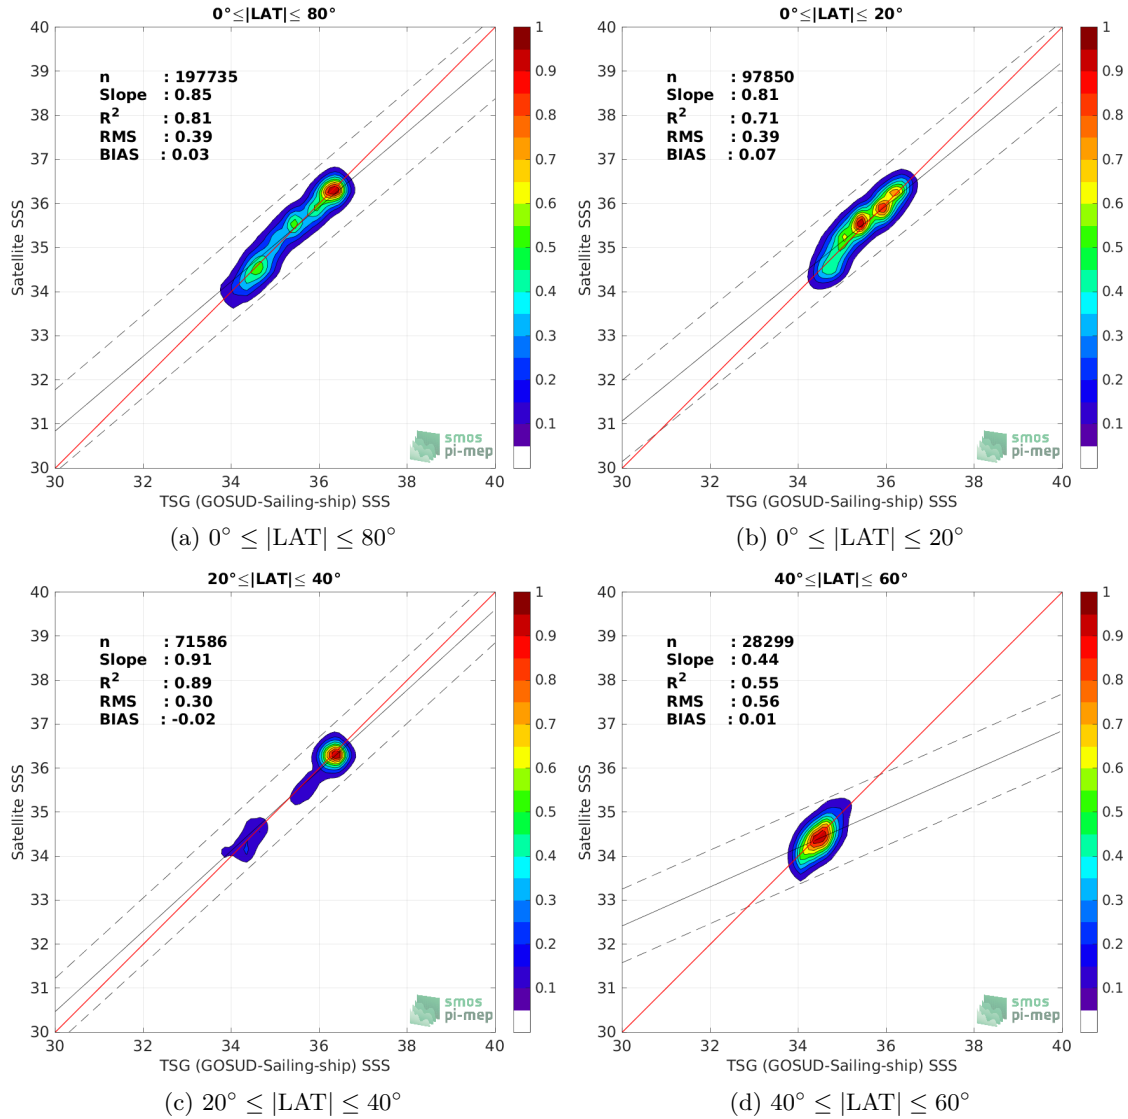 0°≤|LAT|≤ 80°
40
39
38
37
36
35
34
33
32
31
30
30 32 34 36 38 40
Satellite SSS
TSG (GOSUD-Sailing-ship) SSS
n : 197735
Slope : 0.85
R² : 0.81
RMS : 0.39
BIAS : 0.03
smos
pi-mep
1
0.9
0.8
0.7
0.6
0.5
0.4
0.3
0.2
0.1
(a) 0° ≤ |LAT| ≤ 80°
0°≤|LAT|≤ 20°
40
39
38
37
36
35
34
33
32
31
30
30 32 34 36 38 40
Satellite SSS
TSG (GOSUD-Sailing-ship) SSS
n : 97850
Slope : 0.81
R² : 0.71
RMS : 0.39
BIAS : 0.07
smos
pi-mep
1
0.9
0.8
0.7
0.6
0.5
0.4
0.3
0.2
0.1
(b) 0° ≤ |LAT| ≤ 20°
20°≤|LAT|≤ 40°
40
39
38
37
36
35
34
33
32
31
30
30 32 34 36 38 40
Satellite SSS
TSG (GOSUD-Sailing-ship) SSS
n : 71586
Slope : 0.91
R² : 0.89
RMS : 0.30
BIAS : -0.02
smos
pi-mep
1
0.9
0.8
0.7
0.6
0.5
0.4
0.3
0.2
0.1
(c) 20° ≤ |LAT| ≤ 40°
40°≤|LAT|≤ 60°
40
39
38
37
36
35
34
33
32
31
30
30 32 34 36 38 40
Satellite SSS
TSG (GOSUD-Sailing-ship) SSS
n : 28299
Slope : 0.44
R² : 0.55
RMS : 0.56
BIAS : 0.01
smos
pi-mep
1
0.9
0.8
0.7
0.6
0.5
0.4
0.3
0.2
0.1
(d) 40° ≤ |LAT| ≤ 60°